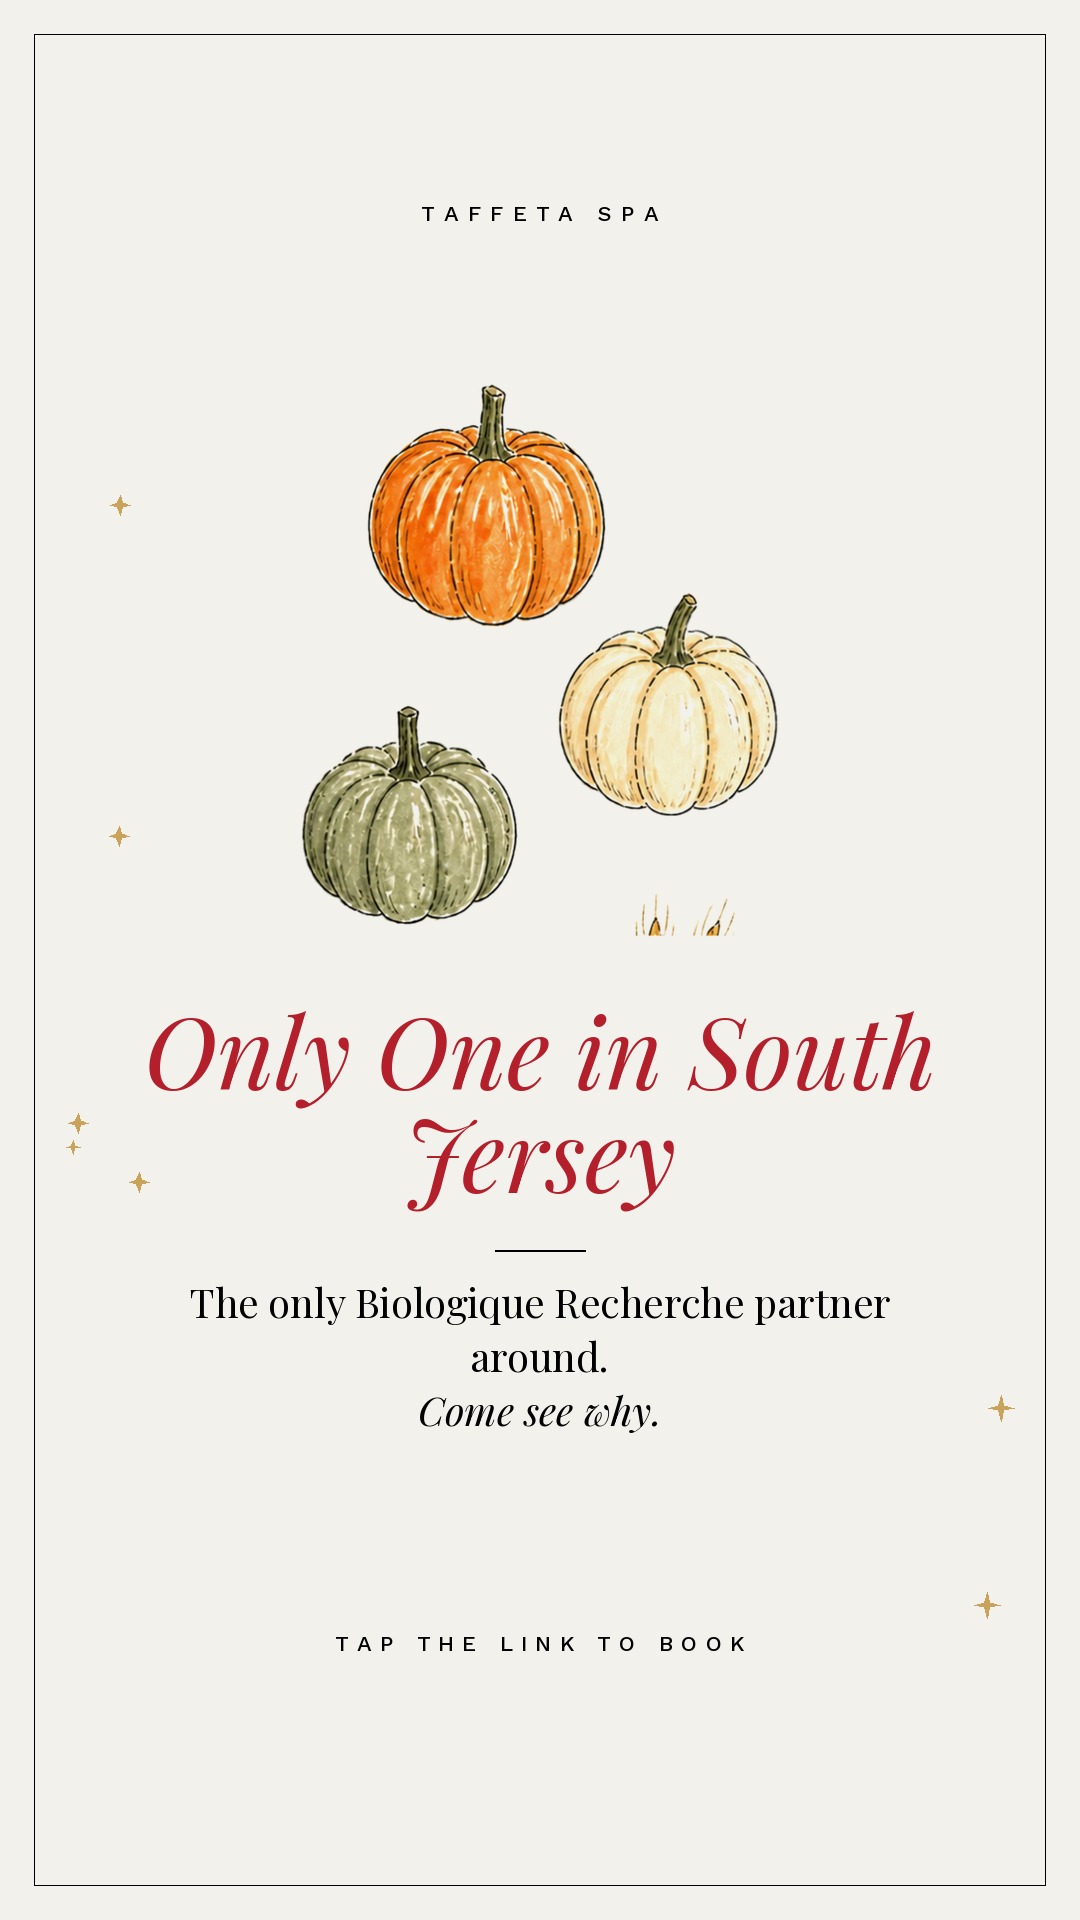 TAFFETA SPA
Only One in South
Jersey
The only Biologique Recherche partner
around.
Come see why.
TAP THE LINK TO BOOK